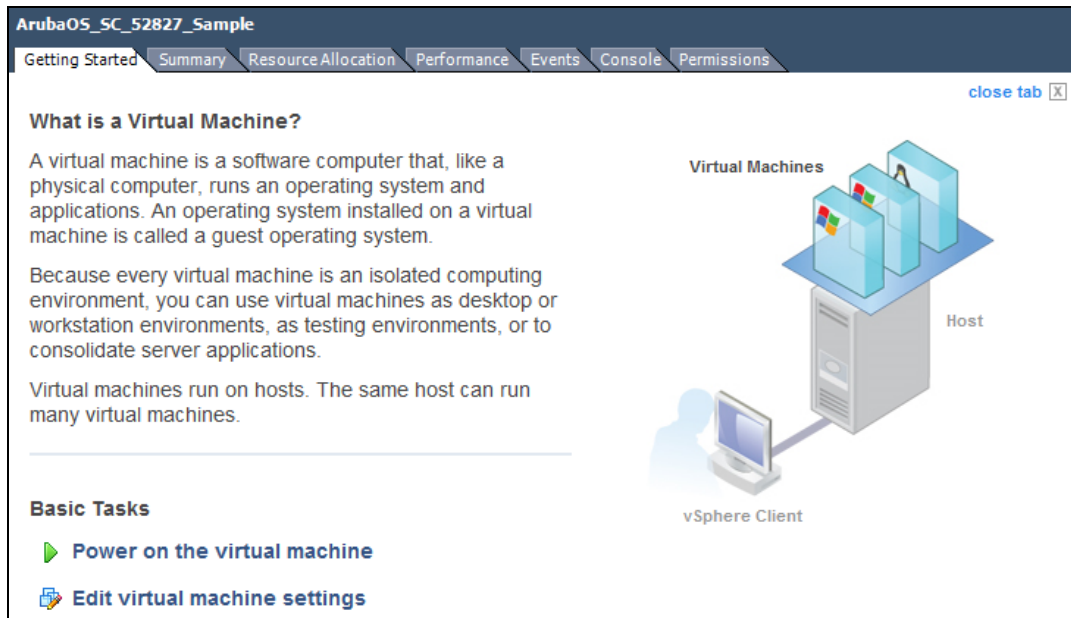 ArubaOS_SC_52827_Sample
Getting Started Summary Resource Allocation Performance Events Console Permissions
close tab X
What is a Virtual Machine?
A virtual machine is a software computer that, like a
physical computer, runs an operating system and
applications. An operating system installed on a virtual
machine is called a guest operating system.
Because every virtual machine is an isolated computing
environment, you can use virtual machines as desktop or
workstation environments, as testing environments, or to
consolidate server applications.
Virtual machines run on hosts. The same host can run
many virtual machines.
Virtual Machines
Host
vSphere Client
Basic Tasks
Power on the virtual machine
Edit virtual machine settings